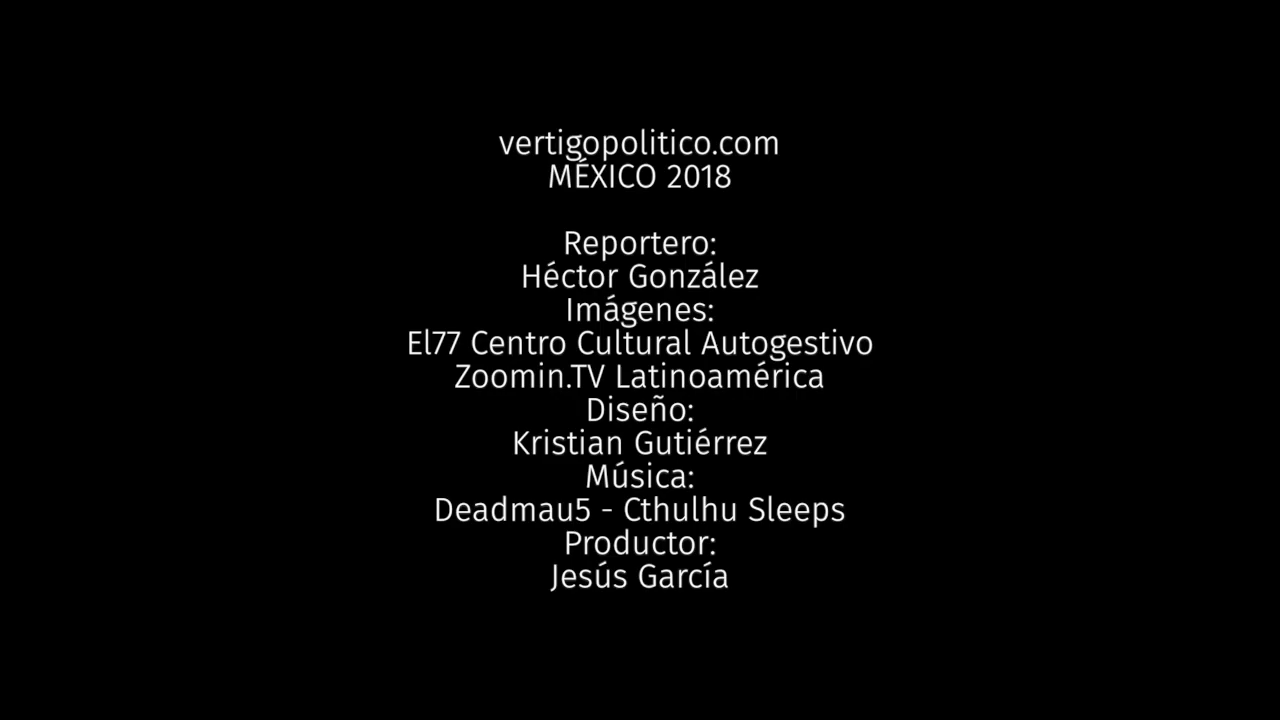 vertigopolitico.com
MÉXICO 2018
Reportero:
Héctor González
Imágenes:
El77 Centro Cultural Autogestivo
Zoomin.TV Latinoamérica
Diseño:
Kristian Gutiérrez
Música:
Deadmau5 - Cthulhu Sleeps
Productor:
Jesús García